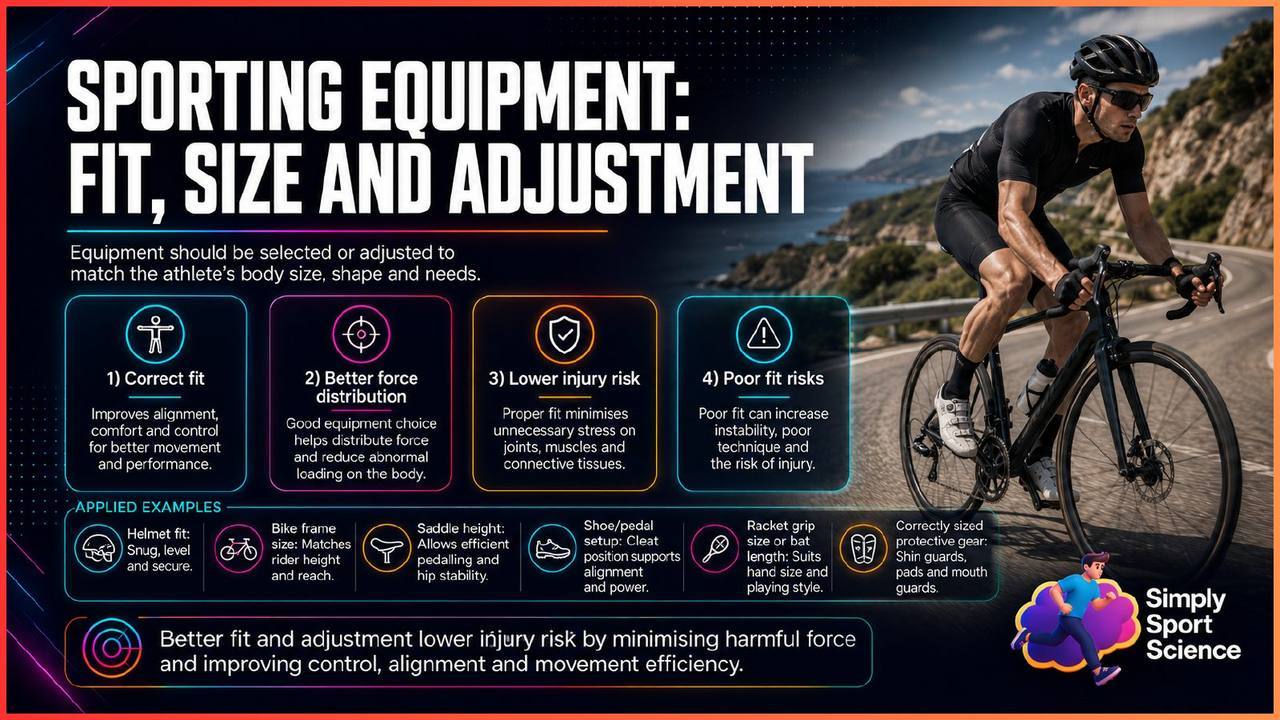 SPORTING EQUIPMENT:
FIT, SIZE AND ADJUSTMENT
Equipment should be selected or adjusted to
match the athlete's body size, shape and needs.
1) Correct fit
Improves alignment,
comfort and control
for better movement
and performance.
2) Better force
distribution
Good equipment choice
helps distribute force
and reduce abnormal
loading on the body.
3) Lower injury risk
Proper fit minimises
unnecessary stress on
joints, muscles and
connective tissues.
4) Poor fit risks
Poor fit can increase
instability, poor
technique and
the risk of injury.
APPLIED EXAMPLES
Helmet fit:
Snug, level
and secure.
Bike frame
size: Matches
rider height
and reach.
Saddle height:
Allows efficient
pedalling and
hip stability.
Shoe/pedal
setup: Cleat
position supports
alignment
and power.
Racket grip
size or bat
length: Suits
hand size and
playing style.
Correctly sized
protective gear:
Shin guards,
pads and mouth
guards.
Better fit and adjustment lower injury risk by minimising harmful force
and improving control, alignment and movement efficiency.
Simply
Sport
Science